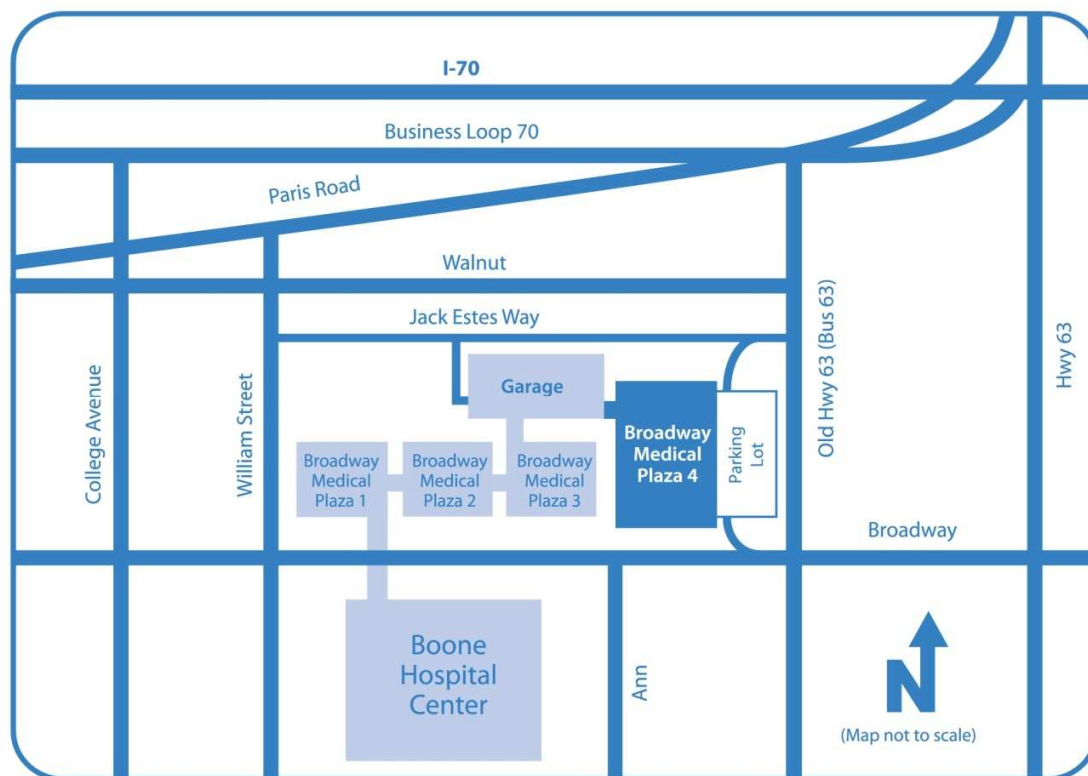 I-70
Business Loop 70
Paris Road
Walnut
Jack Estes Way
College Avenue
William Street
Garage
Broadway
Medical
Plaza 1
Broadway
Medical
Plaza 2
Broadway
Medical
Plaza 3
Broadway
Medical
Plaza 4
Parking
Lot
Old Hwy 63 (Bus 63)
Hwy 63
Broadway
Boone
Hospital
Center
Ann
N
(Map not to scale)